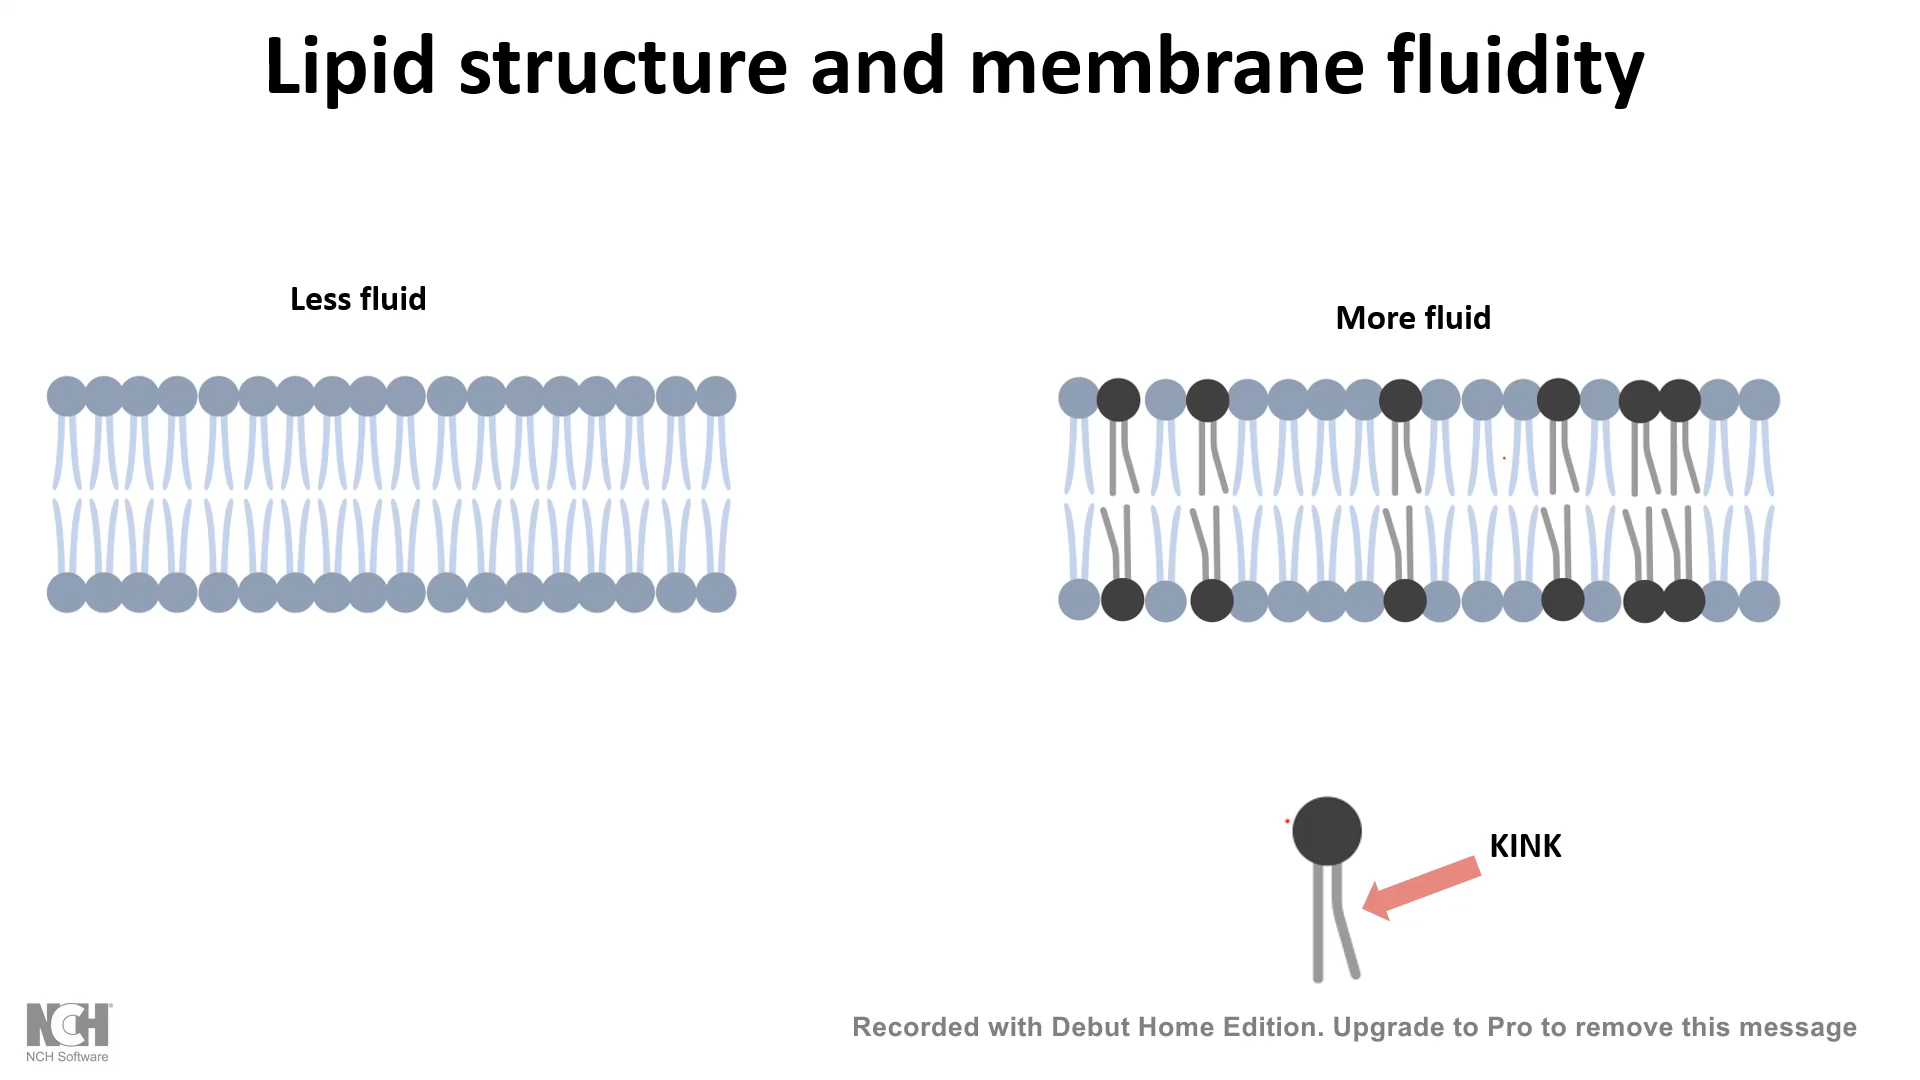 Lipid structure and membrane fluidity
Less fluid
More fluid
KINK
NCH
NCH Software
Recorded with Debut Home Edition. Upgrade to Pro to remove this message